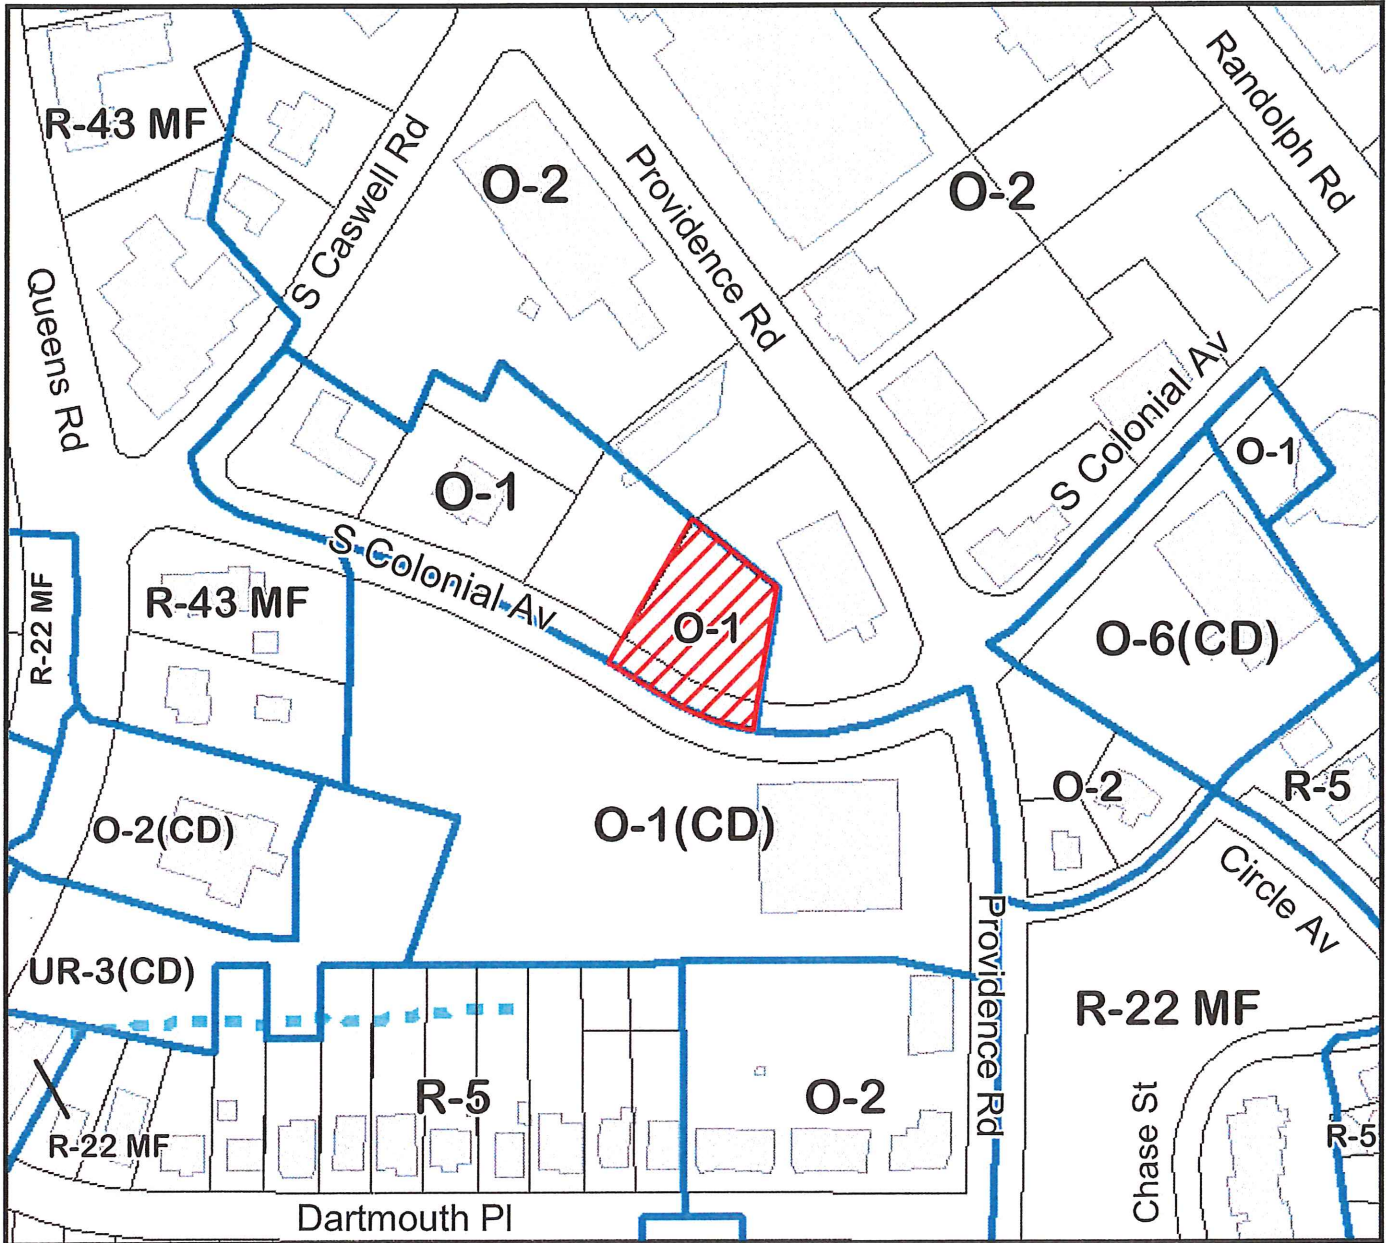 Randolph Rd
R-43 MF
S Caswell Rd
O-2
Providence Rd
O-2
Queens Rd
S Colonial Av
O-1
O-1
S Colonial Av
R-22 MF
R-43 MF
O-1
O-6(CD)
O-2
R-5
O-2(CD)
O-1(CD)
Circle Av
UR-3(CD)
Providence Rd
R-22 MF
R-5
O-2
Chase St
R-22 MF
R-5
Dartmouth Pl